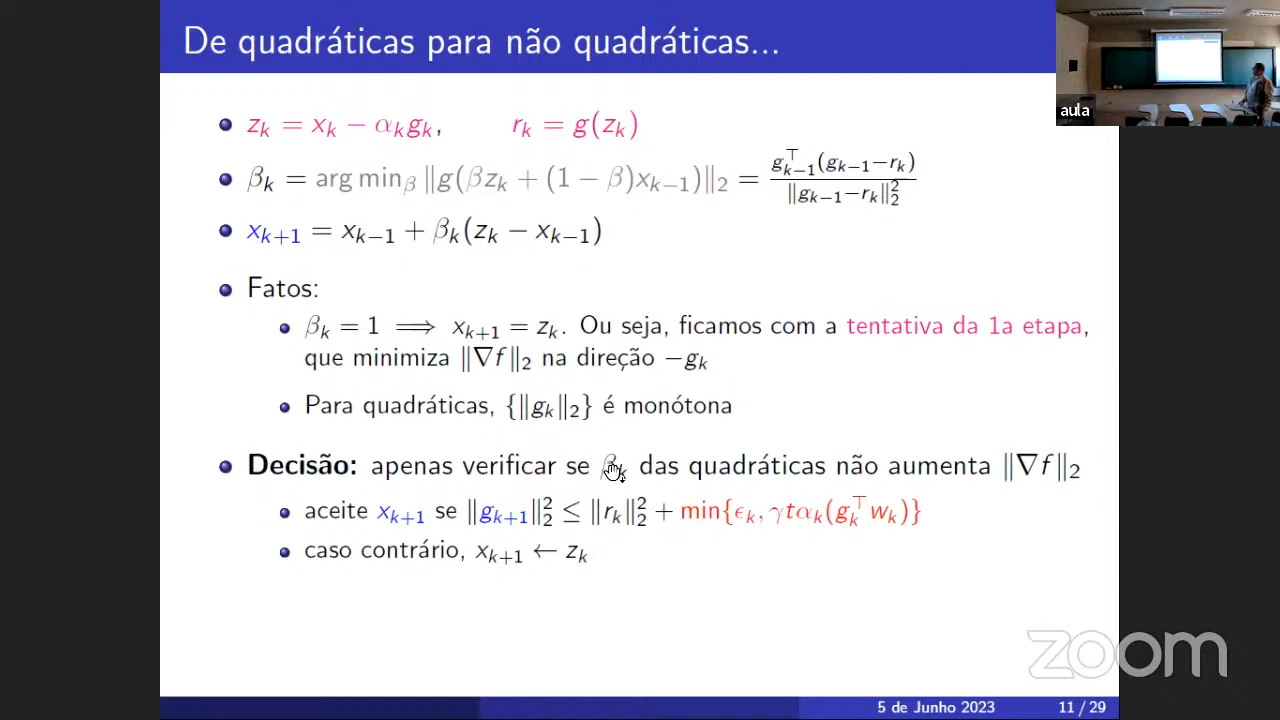 De quadráticas para não quadráticas...
aula
z_k = x_k − α_k g_k, r_k = g(z_k)
β_k = arg min_β ‖g(βz_k + (1 − β)x_{k−1})‖_2 = g_{k−1}^⊤(g_{k−1}−r_k) / ‖g_{k−1}−r_k‖_2^2
x_{k+1} = x_{k−1} + β_k(z_k − x_{k−1})
Fatos:
β_k = 1 ⟹ x_{k+1} = z_k. Ou seja, ficamos com a tentativa da 1a etapa,
que minimiza ‖∇f‖_2 na direção −g_k
Para quadráticas, {‖g_k‖_2} é monótona
Decisão: apenas verificar se β_k das quadráticas não aumenta ‖∇f‖_2
aceite x_{k+1} se ‖g_{k+1}‖_2^2 ≤ ‖r_k‖_2^2 + min{ϵ_k, γtα_k(g_k^⊤ w_k)}
caso contrário, x_{k+1} ← z_k
zoom
5 de Junho 2023 11 / 29